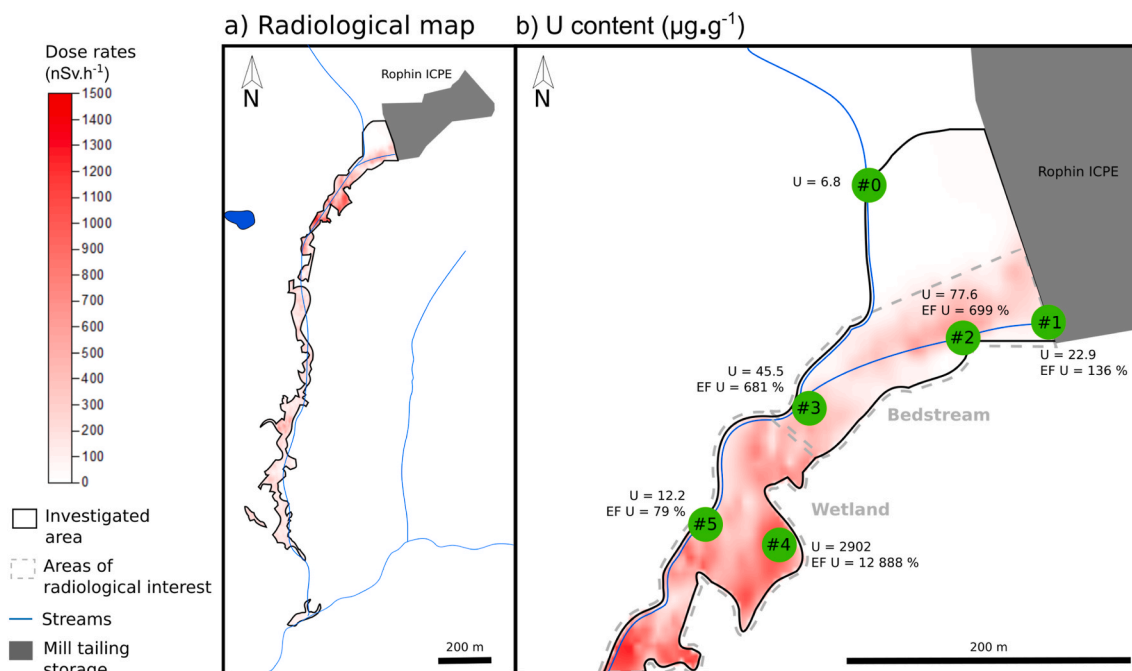 a) Radiological map
b) U content (µg.g⁻¹)
Dose rates
(nSv.h⁻¹)
1500
1400
1300
1200
1100
1000
900
800
700
600
500
400
300
200
100
0
Investigated
area
Areas of
radiological interest
Streams
Mill tailing
storage
N
Rophin ICPE
200 m
N
Rophin ICPE
U = 6.8
#0
U = 77.6
EF U = 699 %
#1
#2
U = 22.9
EF U = 136 %
U = 45.5
EF U = 681 %
#3
Bedstream
U = 12.2
EF U = 79 %
Wetland
#5
#4
U = 2902
EF U = 12 888 %
200 m